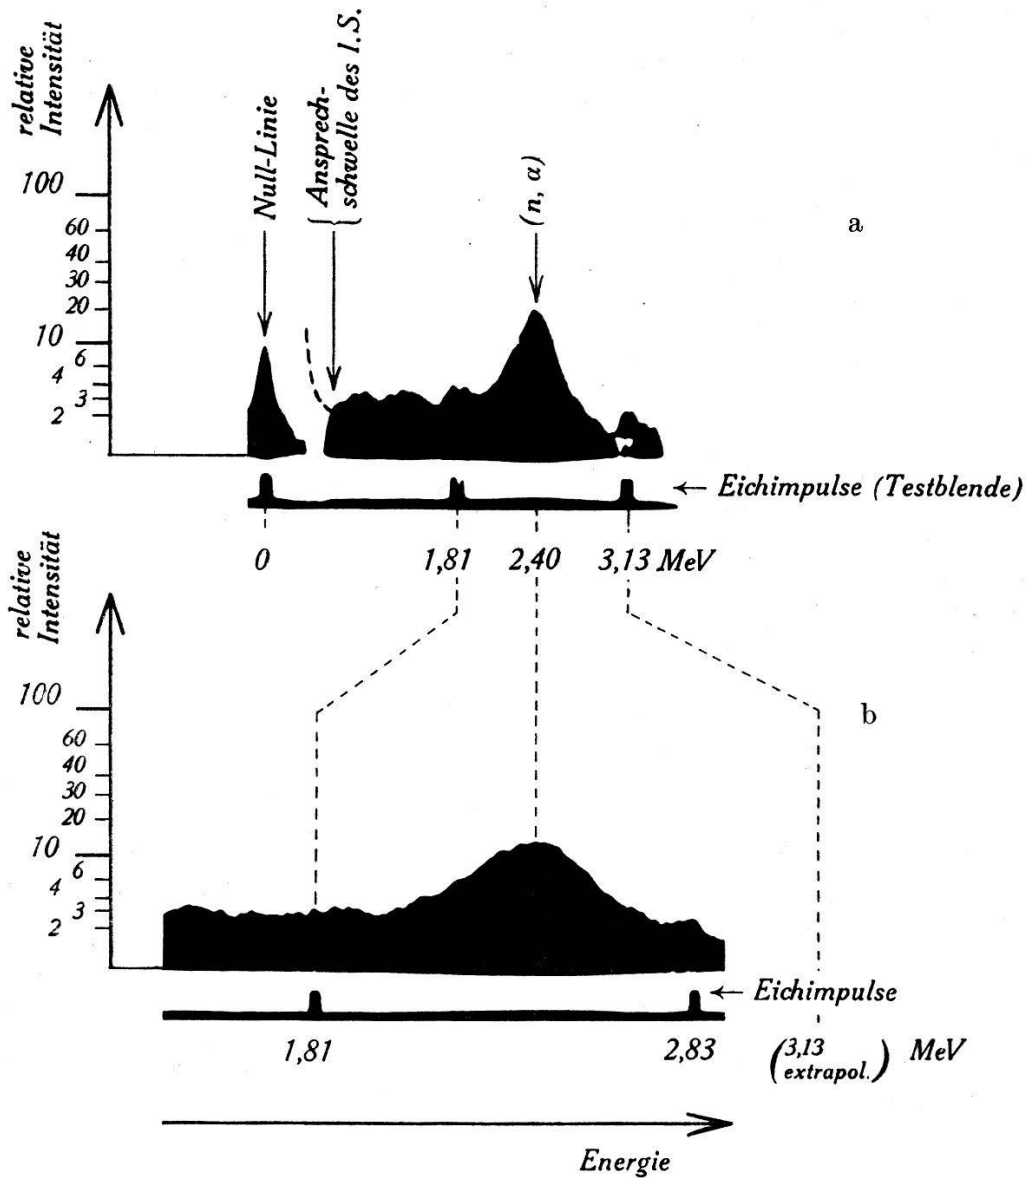 relative
Intensität
100
60
40
30
20
10
6
4
3
2
Null-Linie
Ansprech-
schwelle des I.S.
(n, α)
a
← Eichimpulse (Testblende)
0 1,81 2,40 3,13 MeV
relative
Intensität
100
60
40
30
20
10
6
4
3
2
b
← Eichimpulse
1,81 2,83 (3,13 extrapol.) MeV
Energie